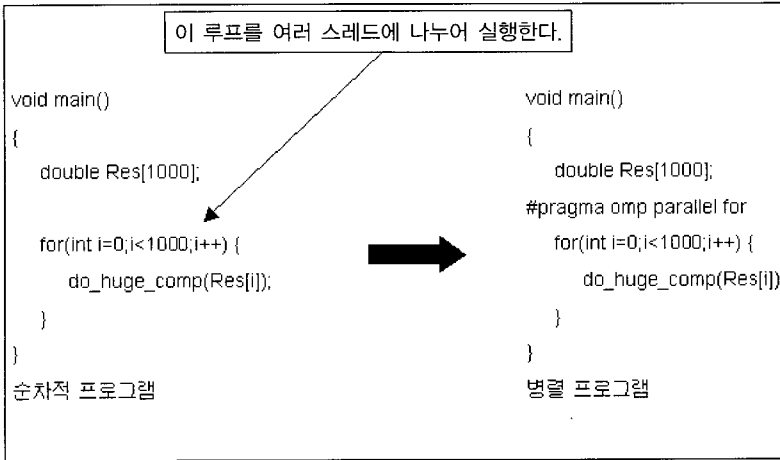 이 루프를 여러 스레드에 나누어 실행한다.
void main()
{
double Res[1000];
for(int i=0;i<1000;i++) {
do_huge_comp(Res[i]);
}
}
순차적 프로그램
void main()
{
double Res[1000];
#pragma omp parallel for
for(int i=0;i<1000;i++) {
do_huge_comp(Res[i])
}
}
병렬 프로그램